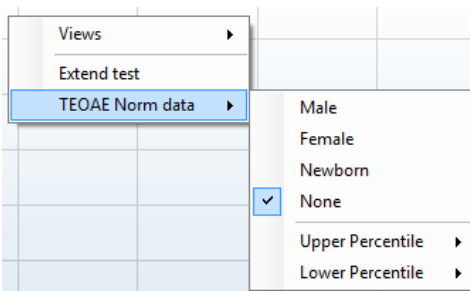 Views
Extend test
TEOAE Norm data
Male
Female
Newborn
None
Upper Percentile
Lower Percentile